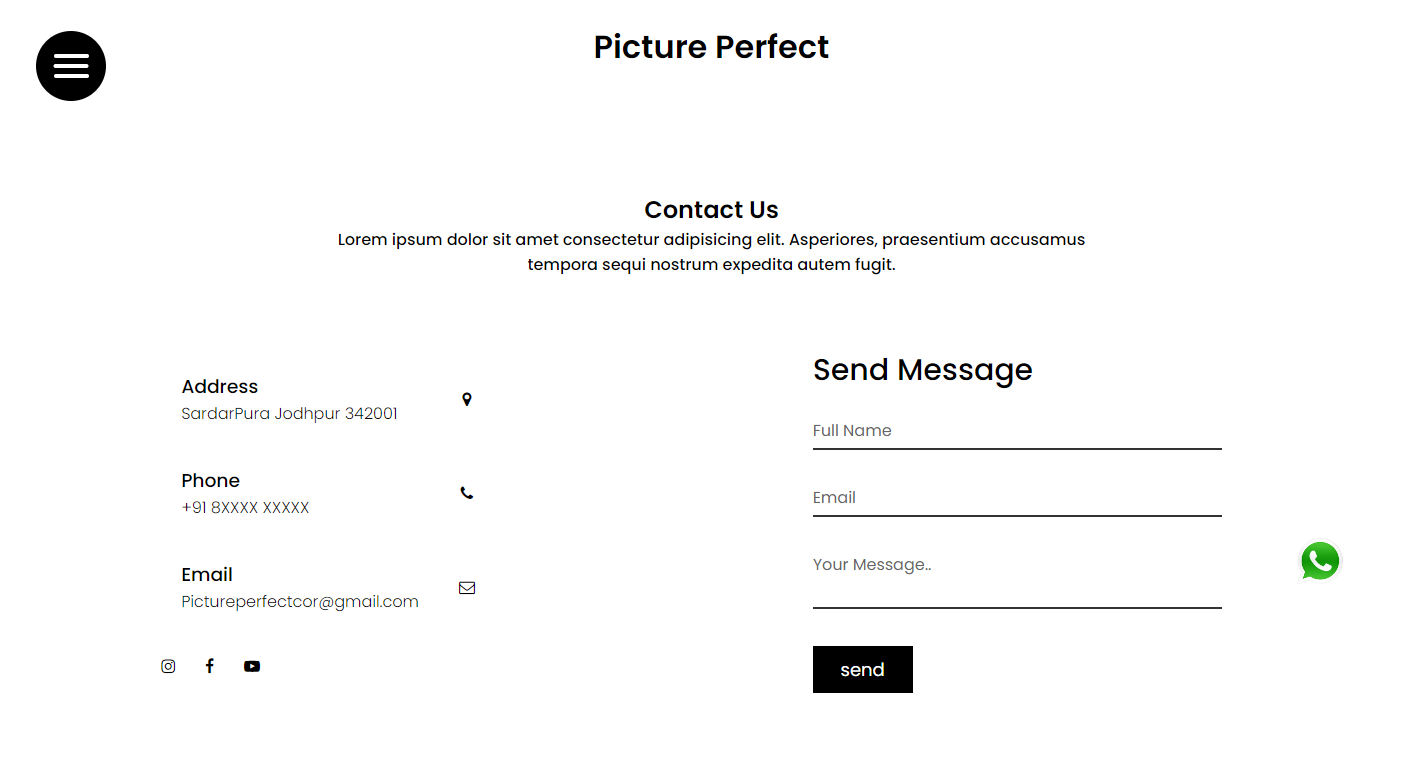 Picture Perfect
Contact Us
Lorem ipsum dolor sit amet consectetur adipisicing elit. Asperiores, praesentium accusamus
tempora sequi nostrum expedita autem fugit.
Address
SardarPura Jodhpur 342001
Phone
+91 8XXXX XXXXX
Email
Pictureperfectcor@gmail.com
Send Message
Full Name
Email
Your Message..
send